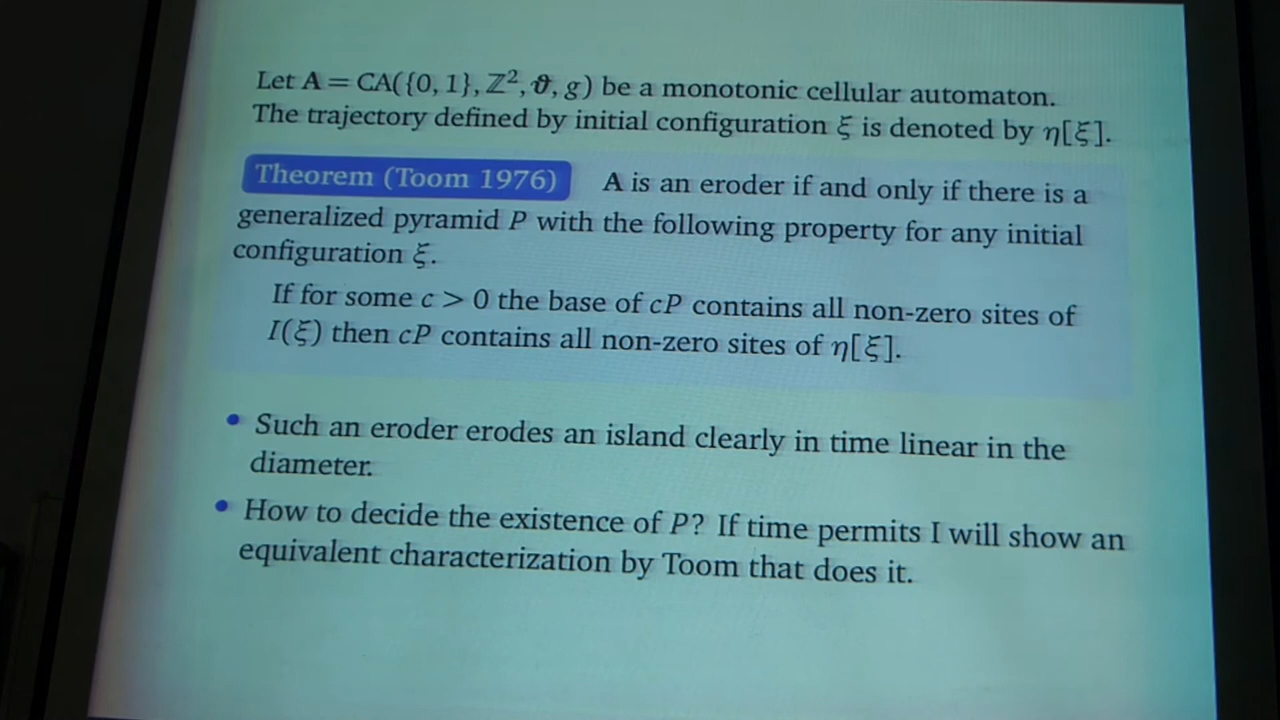 Let A = CA({0, 1}, ℤ², ϑ, g) be a monotonic cellular automaton.
The trajectory defined by initial configuration ξ is denoted by η[ξ].
Theorem (Toom 1976) A is an eroder if and only if there is a
generalized pyramid P with the following property for any initial
configuration ξ.
If for some c > 0 the base of cP contains all non-zero sites of
I(ξ) then cP contains all non-zero sites of η[ξ].
• Such an eroder erodes an island clearly in time linear in the
diameter.
• How to decide the existence of P? If time permits I will show an
equivalent characterization by Toom that does it.